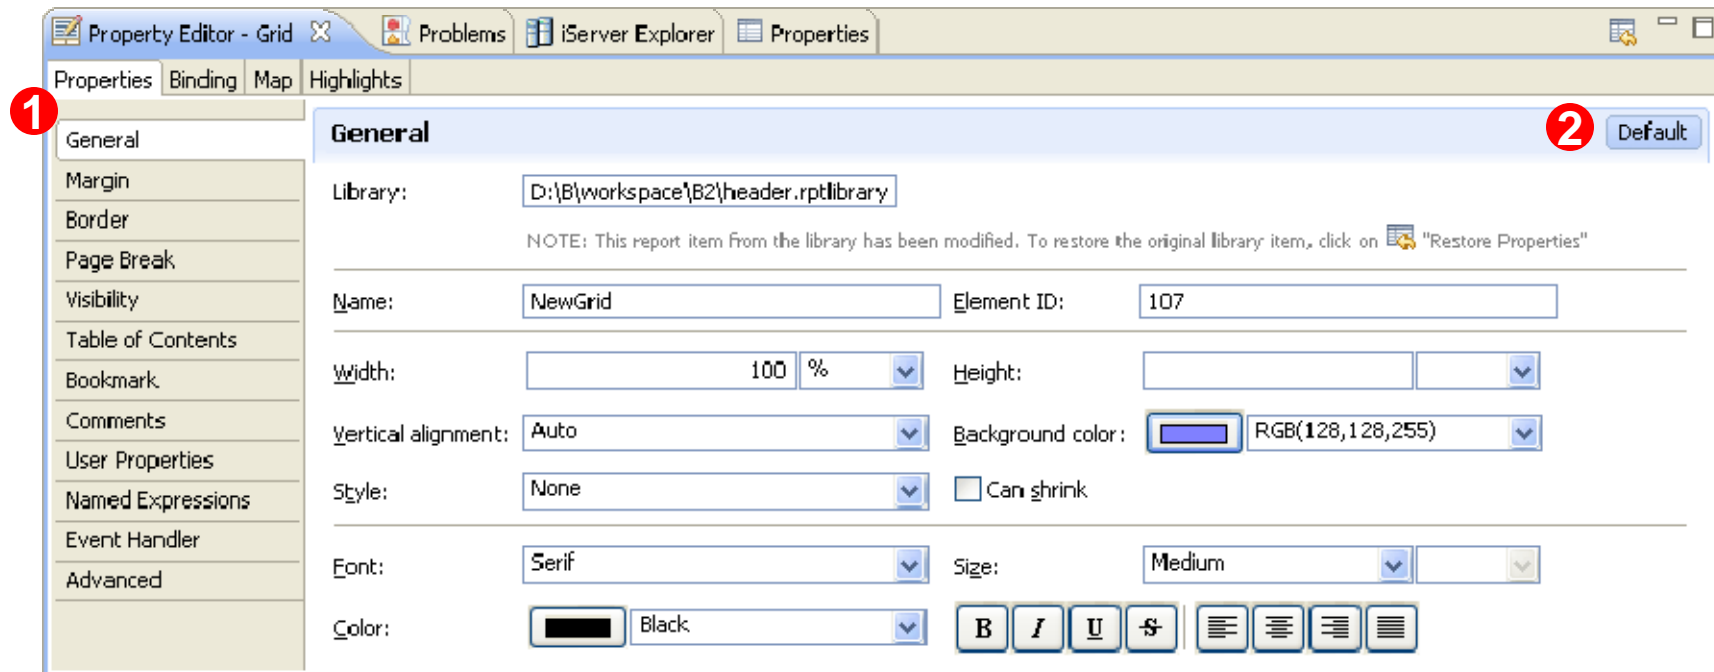 Property Editor - Grid Problems iServer Explorer Properties
Properties Binding Map Highlights
1
General
Margin
Border
Page Break
Visibility
Table of Contents
Bookmark
Comments
User Properties
Named Expressions
Event Handler
Advanced
General 2 Default
Library: D:\B\workspace\B2\header.rptlibrary
NOTE: This report item from the library has been modified. To restore the original library item, click on "Restore Properties"
Name: NewGrid Element ID: 107
Width: 100 % Height:
Vertical alignment: Auto Background color: RGB(128,128,255)
Style: None Can shrink
Font: Serif Size: Medium
Color: Black B I U S